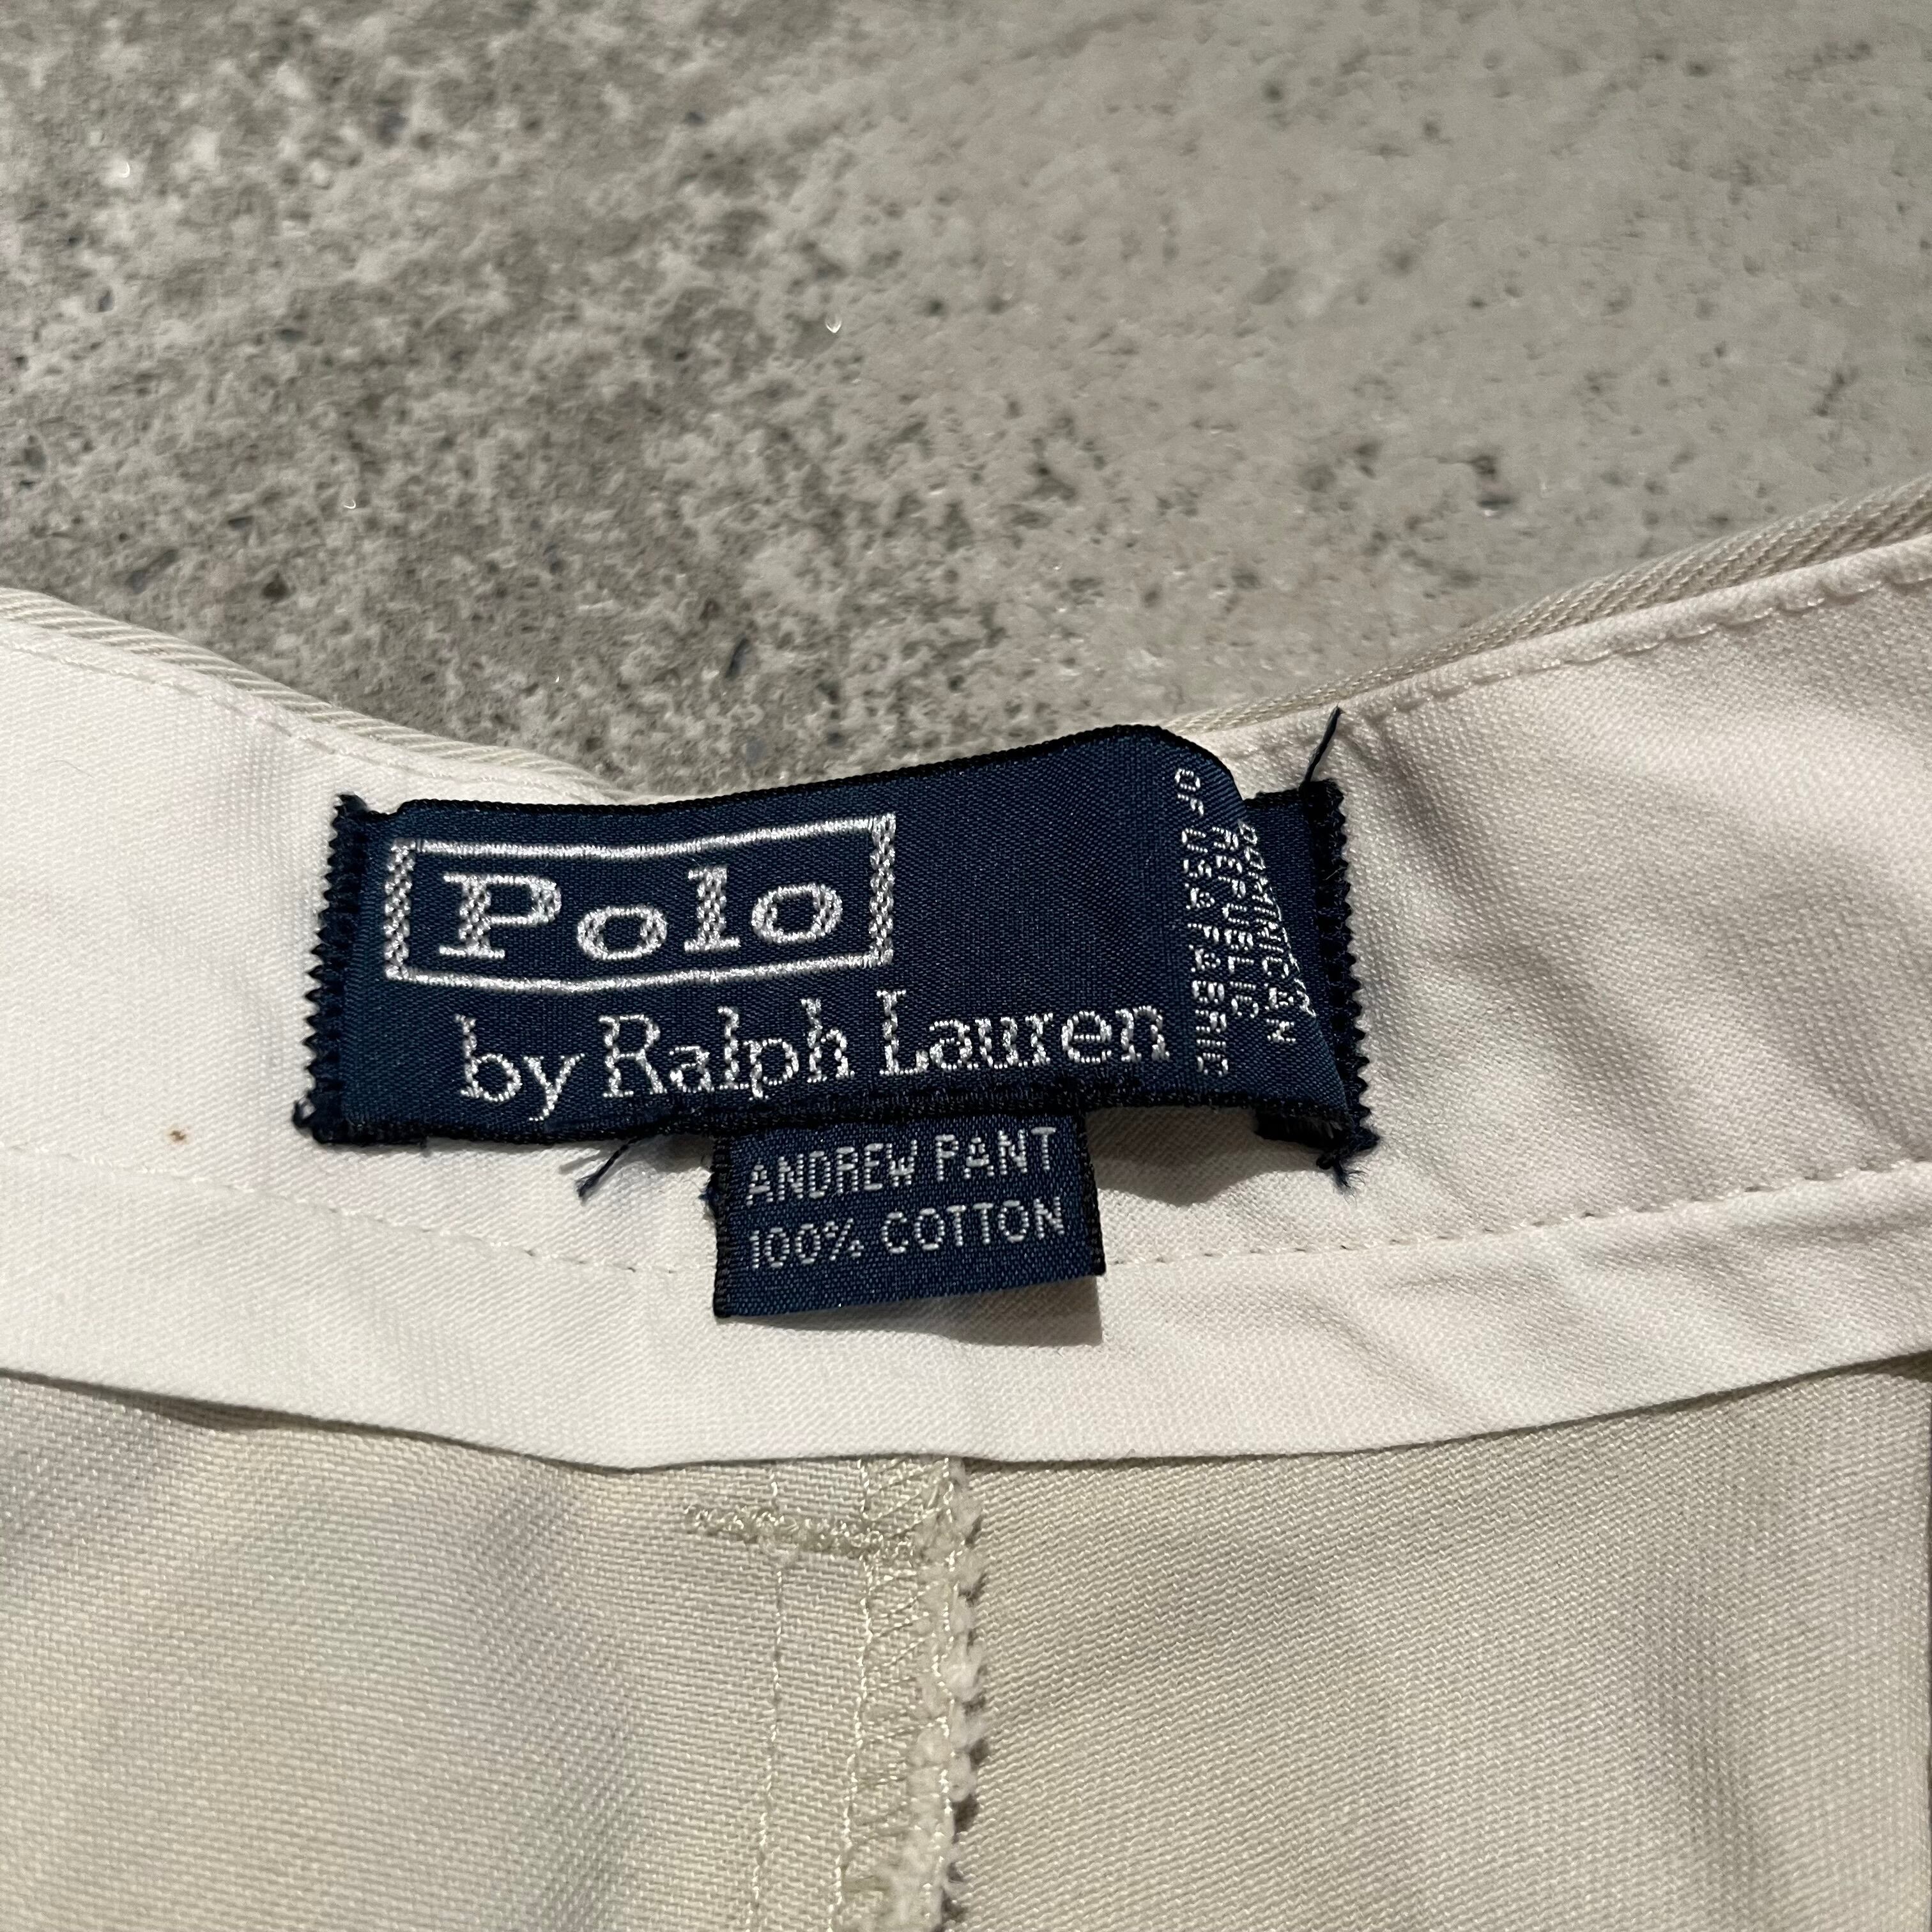 Polo
by Ralph Lauren
DOMINICAN
REPUBLIC
OF USA FABRIC
ANDREW PANT
100% COTTON